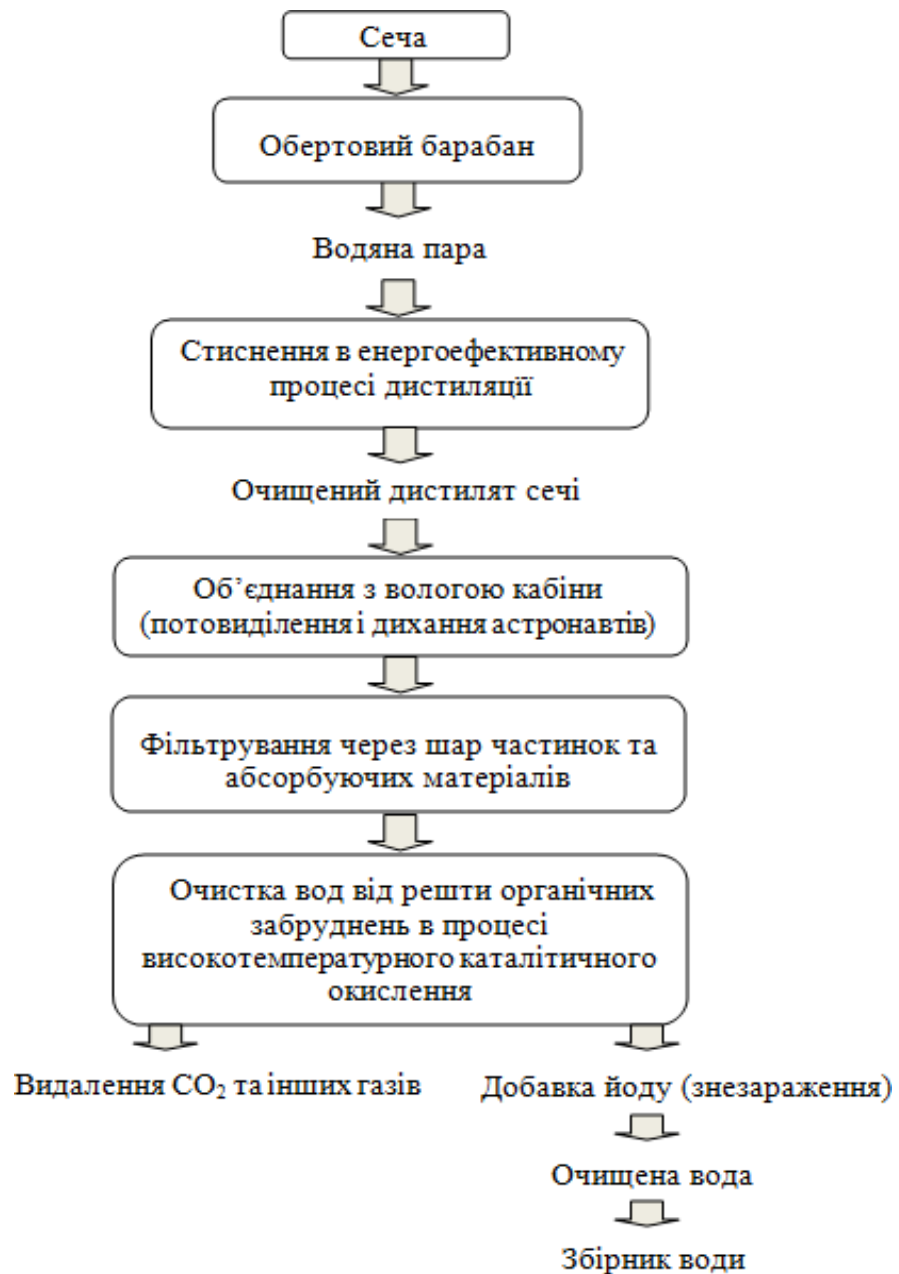 Сеча
Обертовий барабан
Водяна пара
Стиснення в енергоефективному
процесі дистиляції
Очищений дистилят сечі
Об’єднання з вологою кабіни
(потовиділення і дихання астронавтів)
Фільтрування через шар частинок та
абсорбуючих матеріалів
Очистка вод від решти органічних
забруднень в процесі
високотемпературного каталітичного
окислення
Видалення CO₂ та інших газів
Добавка йоду (знезараження)
Очищена вода
Збірник води